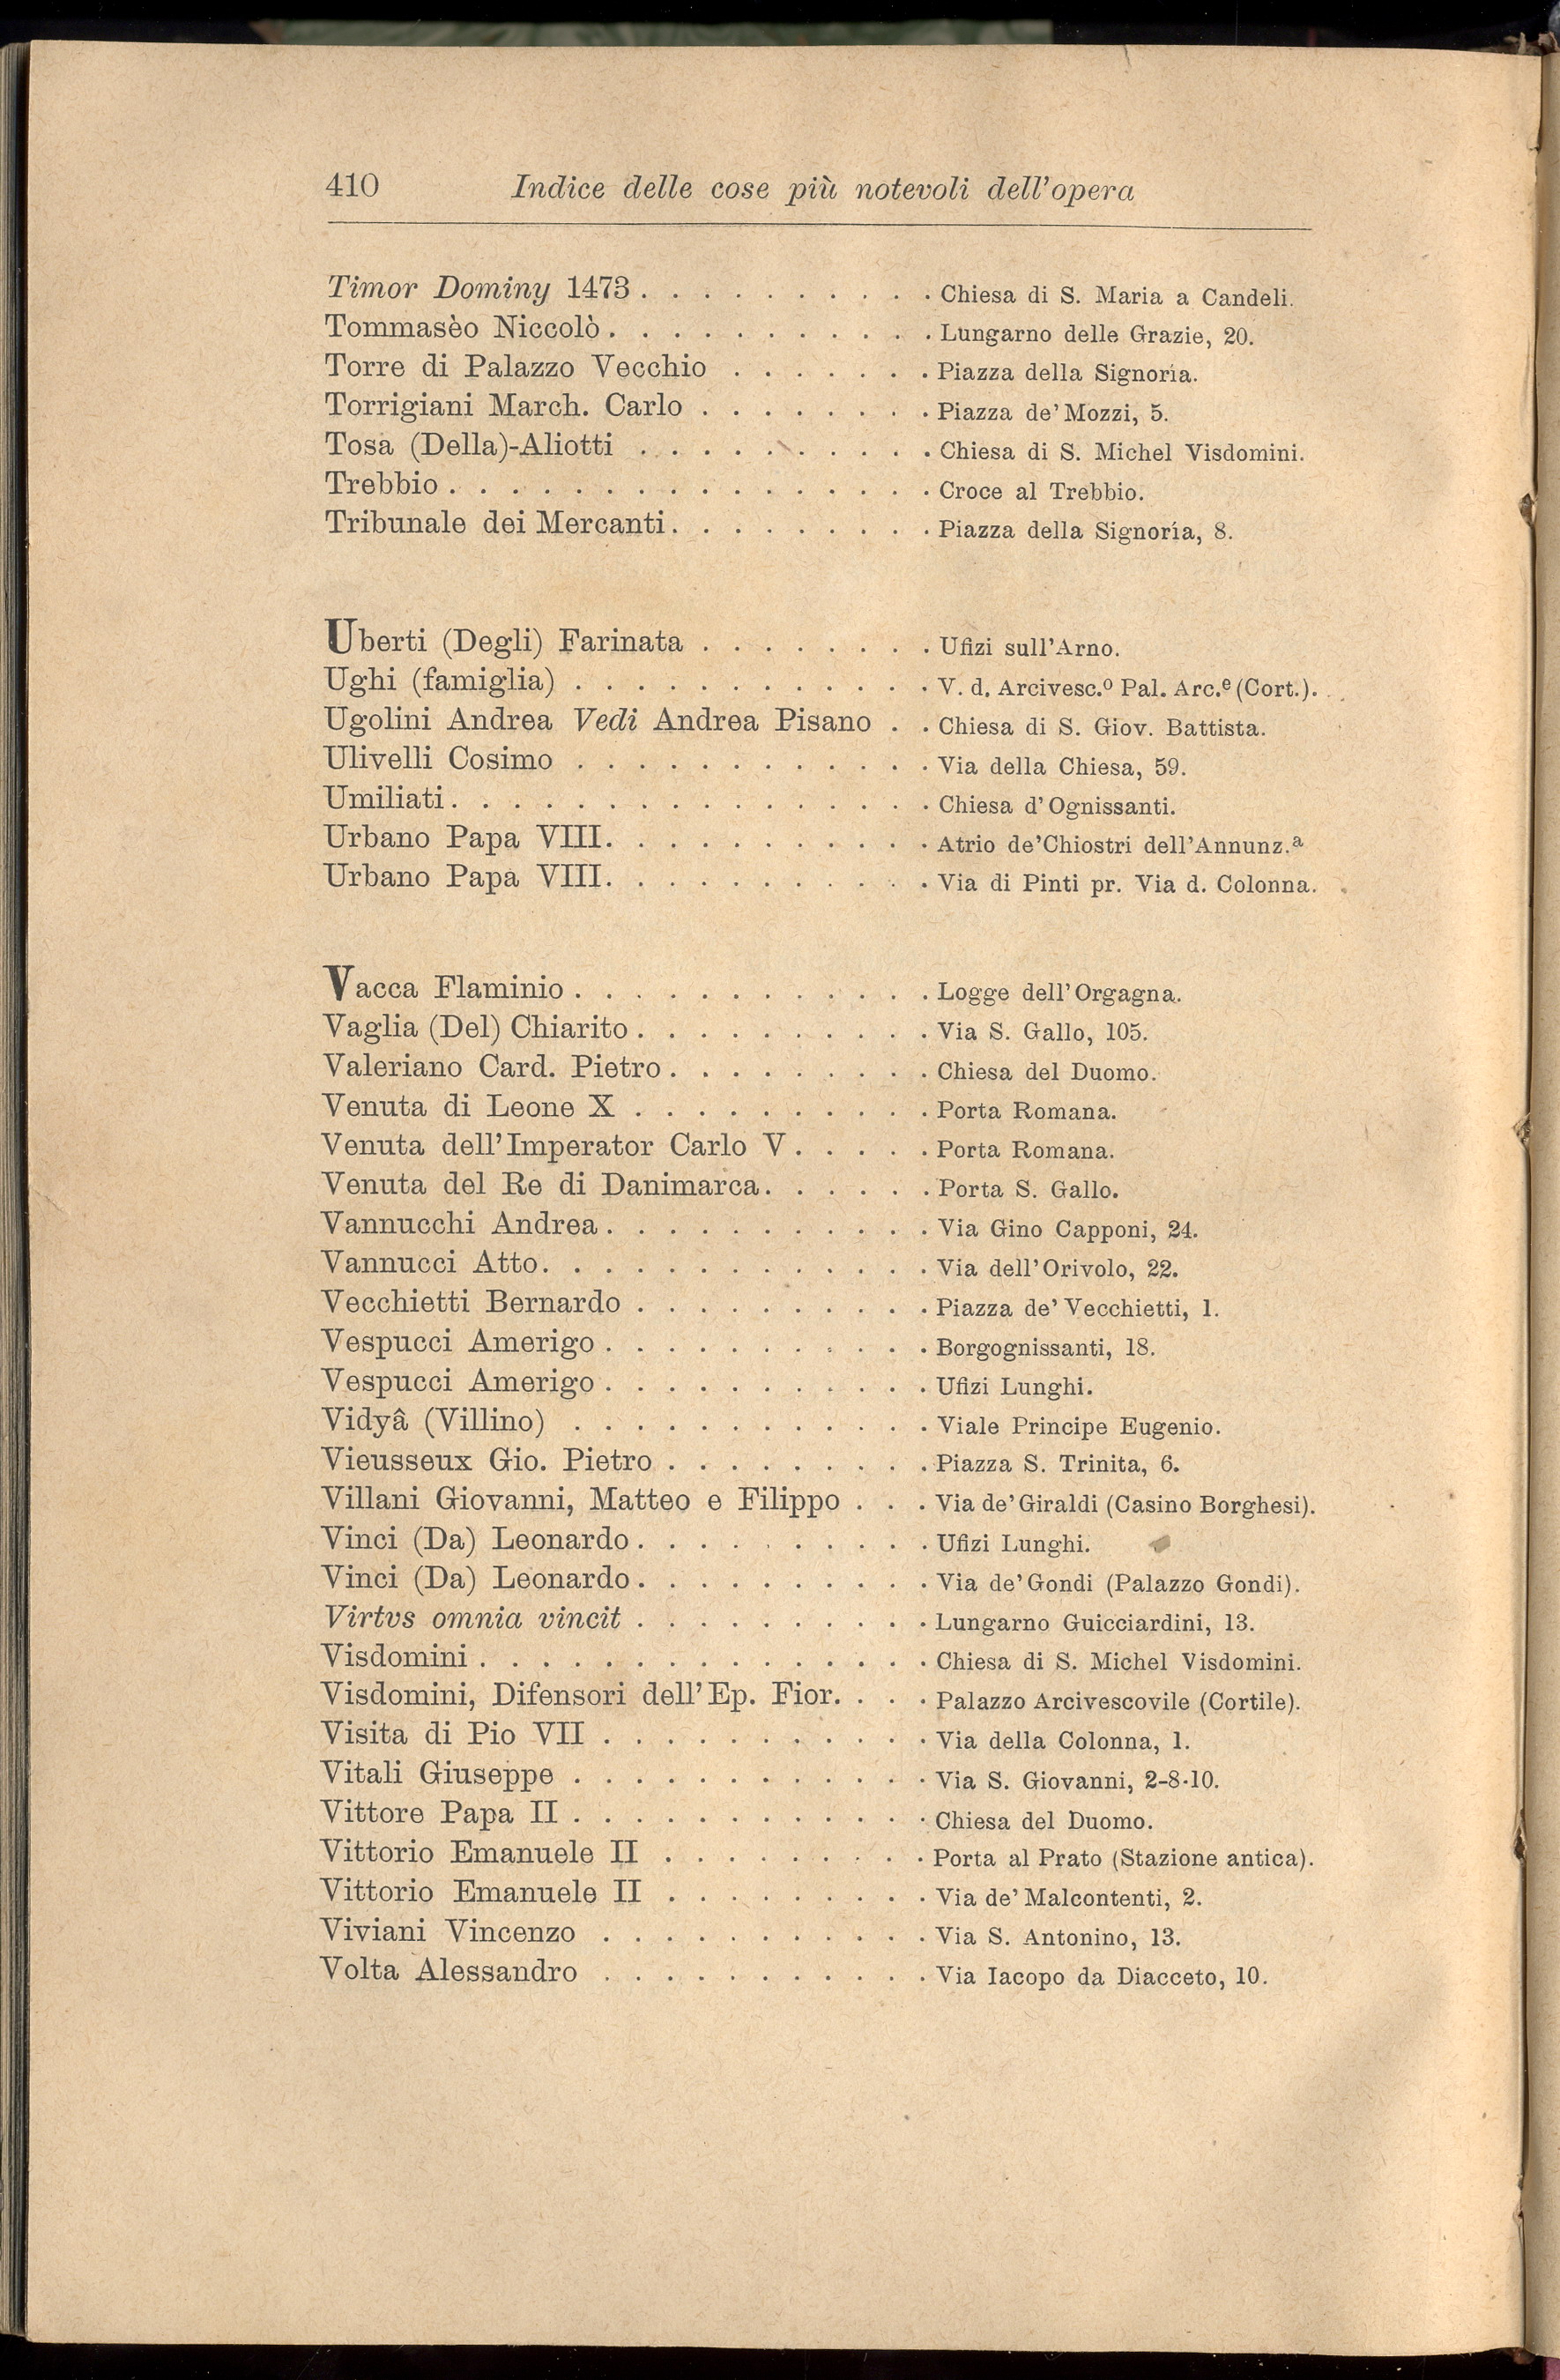 410 Indice delle cose più notevoli dell'opera
Timor Dominy 1473 . . . . . . . . . . Chiesa di S. Maria a Candeli.
Tommasèo Niccolò . . . . . . . . . . . Lungarno delle Grazie, 20.
Torre di Palazzo Vecchio . . . . . . . Piazza della Signoria.
Torrigiani March. Carlo . . . . . . . . Piazza de' Mozzi, 5.
Tosa (Della)-Aliotti . . . . . . . . . . Chiesa di S. Michel Visdomini.
Trebbio . . . . . . . . . . . . . . . . Croce al Trebbio.
Tribunale dei Mercanti . . . . . . . . . Piazza della Signoría, 8.
Uberti (Degli) Farinata . . . . . . . . Ufizi sull'Arno.
Ughi (famiglia) . . . . . . . . . . . . V. d. Arcivesc.º Pal. Arc.e (Cort.).
Ugolini Andrea Vedi Andrea Pisano . . Chiesa di S. Giov. Battista.
Ulivelli Cosimo . . . . . . . . . . . . Via della Chiesa, 59.
Umiliati . . . . . . . . . . . . . . . . Chiesa d'Ognissanti.
Urbano Papa VIII . . . . . . . . . . . Atrio de'Chiostri dell'Annunz.ª
Urbano Papa VIII . . . . . . . . . . . Via di Pinti pr. Via d. Colonna.
Vacca Flaminio . . . . . . . . . . . . Logge dell'Orgagna.
Vaglia (Del) Chiarito . . . . . . . . . . Via S. Gallo, 105.
Valeriano Card. Pietro . . . . . . . . . Chiesa del Duomo.
Venuta di Leone X . . . . . . . . . . Porta Romana.
Venuta dell'Imperator Carlo V . . . . . Porta Romana.
Venuta del Re di Danimarca . . . . . . Porta S. Gallo.
Vannucchi Andrea . . . . . . . . . . . Via Gino Capponi, 24.
Vannucci Atto . . . . . . . . . . . . . Via dell'Orivolo, 22.
Vecchietti Bernardo . . . . . . . . . . Piazza de' Vecchietti, 1.
Vespucci Amerigo . . . . . . . . . . . Borgognissanti, 18.
Vespucci Amerigo . . . . . . . . . . . Ufizi Lunghi.
Vidyâ (Villino) . . . . . . . . . . . . Viale Principe Eugenio.
Vieusseux Gio. Pietro . . . . . . . . . Piazza S. Trinita, 6.
Villani Giovanni, Matteo e Filippo . . . Via de' Giraldi (Casino Borghesi).
Vinci (Da) Leonardo . . . . . . . . . . Ufizi Lunghi.
Vinci (Da) Leonardo . . . . . . . . . . Via de'Gondi (Palazzo Gondi).
Virtvs omnia vincit . . . . . . . . . . Lungarno Guicciardini, 13.
Visdomini . . . . . . . . . . . . . . . Chiesa di S. Michel Visdomini.
Visdomini, Difensori dell'Ep. Fior. . . . Palazzo Arcivescovile (Cortile).
Visita di Pio VII . . . . . . . . . . . Via della Colonna, 1.
Vitali Giuseppe . . . . . . . . . . . . Via S. Giovanni, 2-8-10.
Vittore Papa II . . . . . . . . . . . . Chiesa del Duomo.
Vittorio Emanuele II . . . . . . . . . Porta al Prato (Stazione antica).
Vittorio Emanuele II . . . . . . . . . Via de' Malcontenti, 2.
Viviani Vincenzo . . . . . . . . . . . Via S. Antonino, 13.
Volta Alessandro . . . . . . . . . . . Via Iacopo da Diacceto, 10.